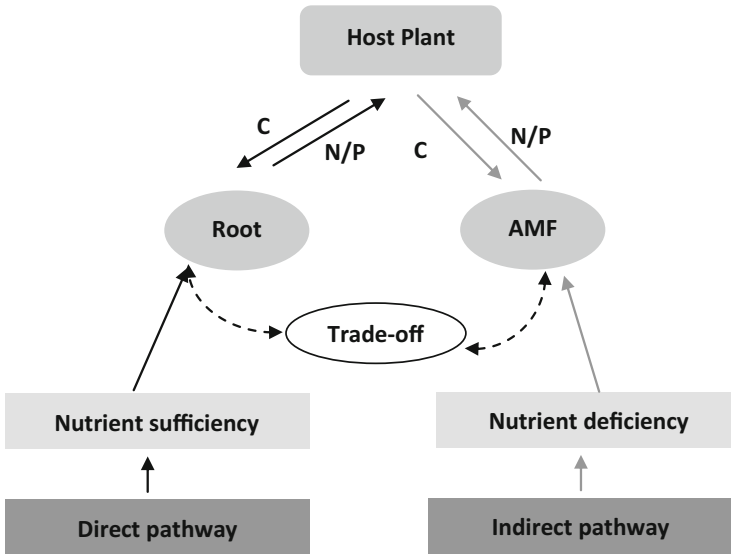 Host Plant
C
N/P
C
N/P
Root
AMF
Trade-off
Nutrient sufficiency
Nutrient deficiency
Direct pathway
Indirect pathway